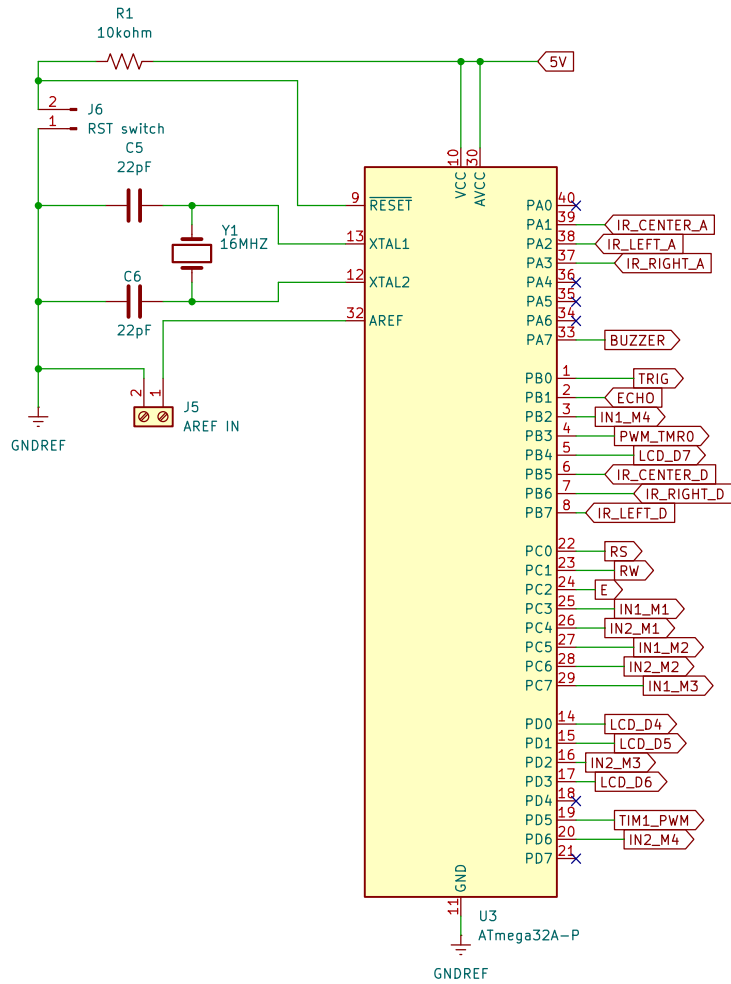 R1
10kohm
5V
2
J6
1
RST switch
C5
22pF
10
VCC
30
AVCC
9
RESET
Y1
16MHZ
13
XTAL1
C6
22pF
12
XTAL2
32
AREF
2
1
J5
AREF IN
GNDREF
PA0
40
PA1
39
IR_CENTER_A
PA2
38
IR_LEFT_A
PA3
37
IR_RIGHT_A
PA4
36
PA5
35
PA6
34
PA7
33
BUZZER
PB0
1
TRIG
PB1
2
ECHO
PB2
3
IN1_M4
PB3
4
PWM_TMR0
PB4
5
LCD_D7
PB5
6
IR_CENTER_D
PB6
7
IR_RIGHT_D
PB7
8
IR_LEFT_D
PC0
22
RS
PC1
23
RW
PC2
24
E
PC3
25
IN1_M1
PC4
26
IN2_M1
PC5
27
IN1_M2
PC6
28
IN2_M2
PC7
29
IN1_M3
PD0
14
LCD_D4
PD1
15
LCD_D5
PD2
16
IN2_M3
PD3
17
LCD_D6
PD4
18
PD5
19
TIM1_PWM
PD6
20
IN2_M4
PD7
21
GND
11
U3
ATmega32A-P
GNDREF